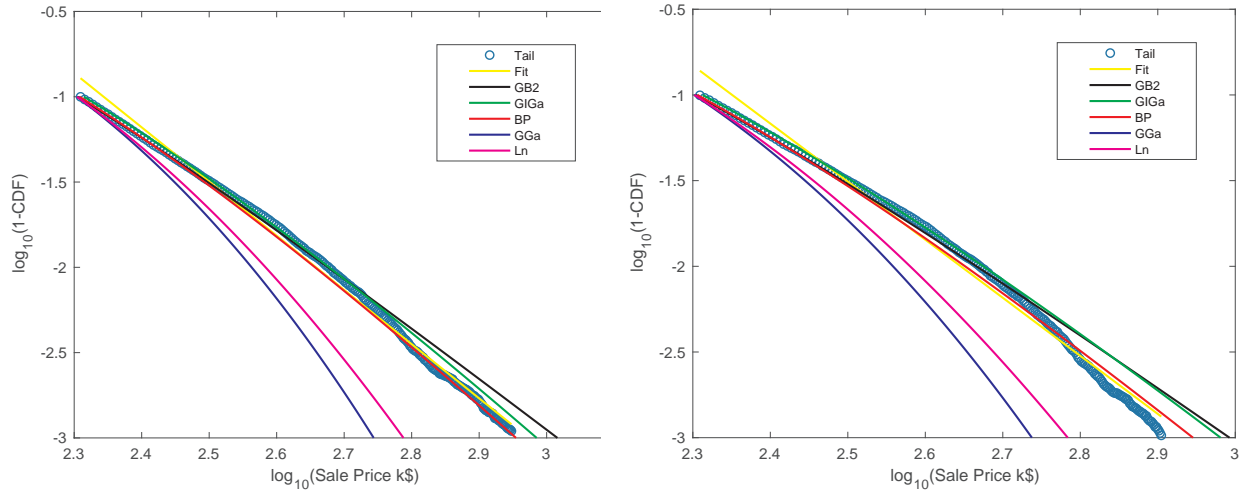 -0.5
-1
-1.5
-2
-2.5
-3
log10(1-CDF)
2.3 2.4 2.5 2.6 2.7 2.8 2.9 3
log10(Sale Price k$)
Tail
Fit
GB2
GIGa
BP
GGa
Ln
-0.5
-1
-1.5
-2
-2.5
-3
log10(1-CDF)
2.3 2.4 2.5 2.6 2.7 2.8 2.9 3
log10(Sale Price k$)
Tail
Fit
GB2
GIGa
BP
GGa
Ln